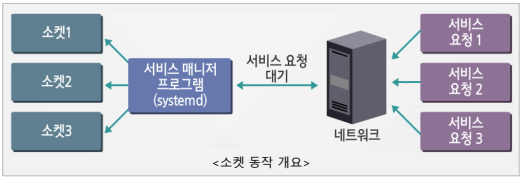 소켓1
소켓2
소켓3
서비스 매니저
프로그램
(systemd)
서비스 요청
대기
네트워크
서비스
요청 1
서비스
요청 2
서비스
요청 3
<소켓 동작 개요>